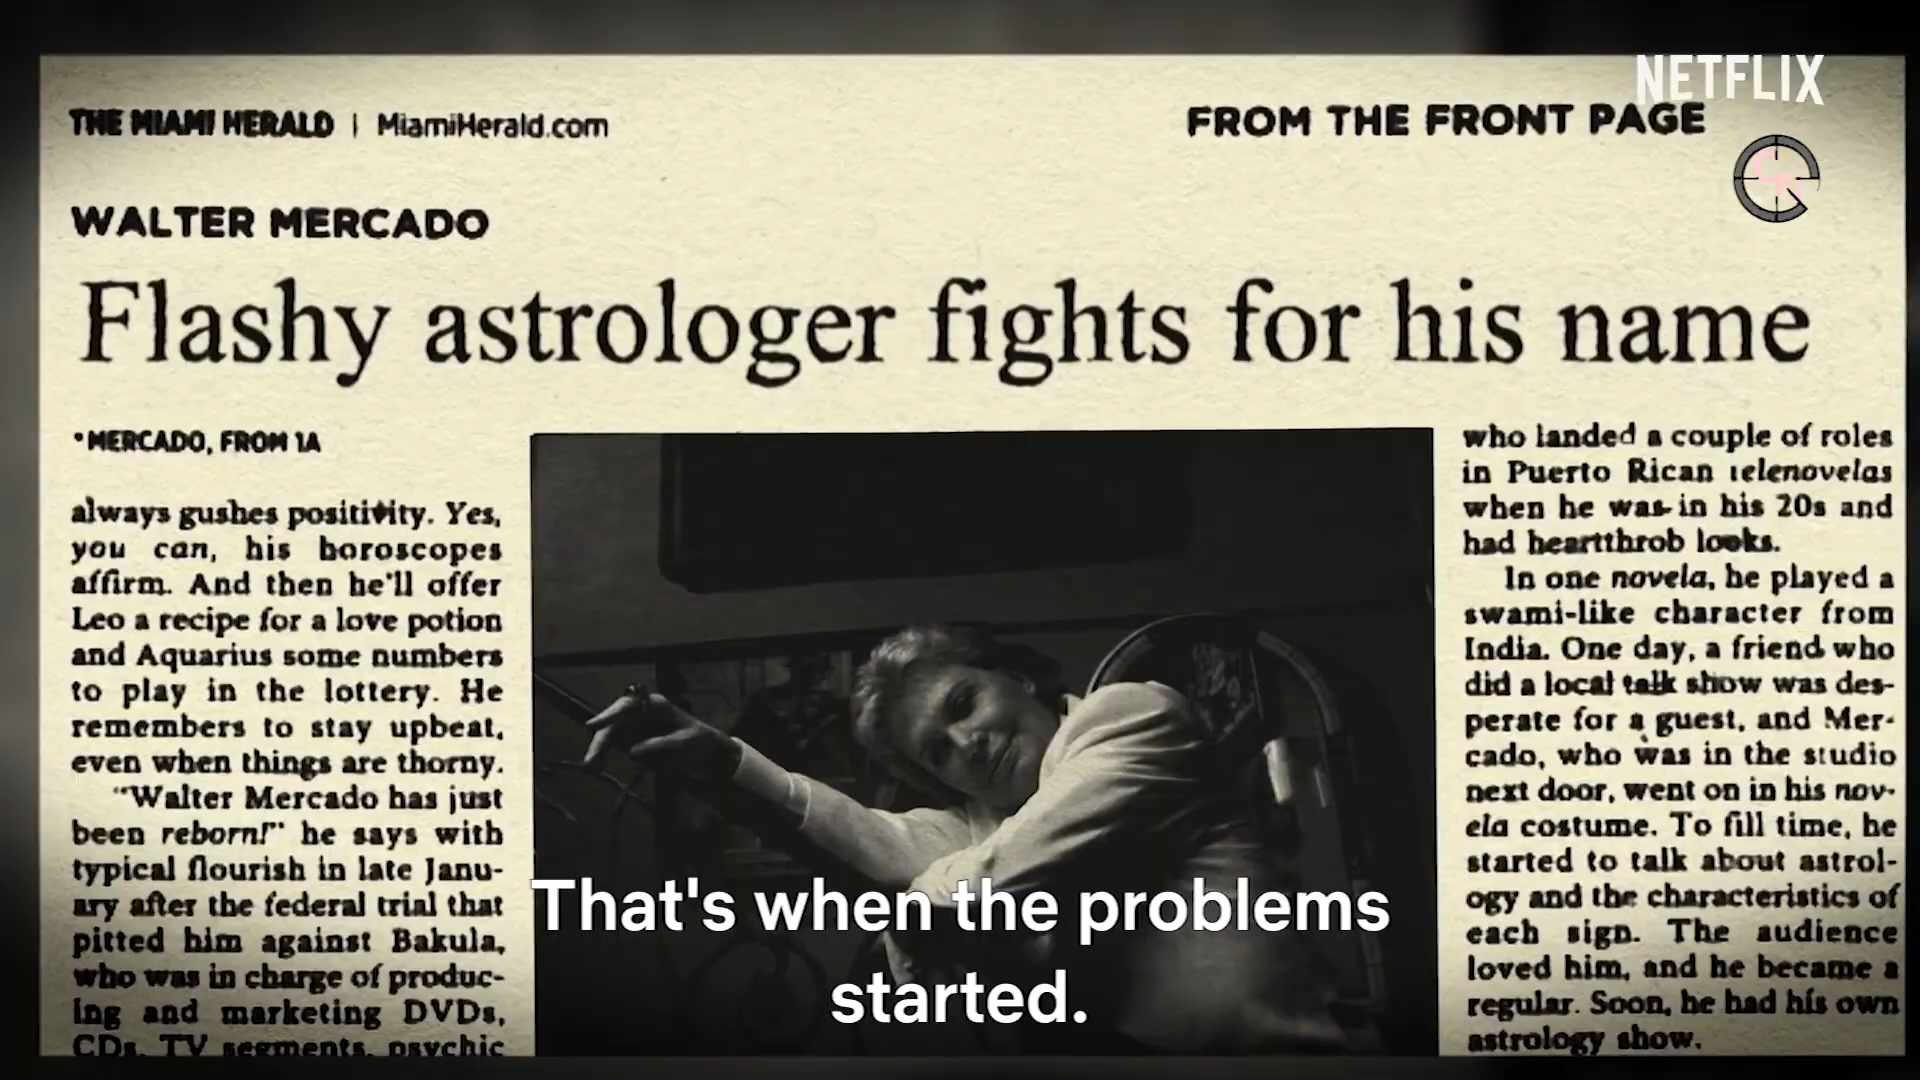 NETFLIX
THE MIAMI HERALD | MiamiHerald.com
FROM THE FRONT PAGE
WALTER MERCADO
Flashy astrologer fights for his name
•MERCADO, FROM 1A
always gushes positivity. Yes,
you can, his horoscopes
affirm. And then he'll offer
Leo a recipe for a love potion
and Aquarius some numbers
to play in the lottery. He
remembers to stay upbeat,
even when things are thorny.
"Walter Mercado has just
been reborn!" he says with
typical flourish in late Janu-
ary after the federal trial that
pitted him against Bakula,
who was in charge of produc-
ing and marketing DVDs,
CDs, TV segments, psychic
who landed a couple of roles
in Puerto Rican telenovelas
when he was in his 20s and
had heartthrob looks.
In one novela, he played a
swami-like character from
India. One day, a friend who
did a local talk show was des-
perate for a guest, and Mer-
cado, who was in the studio
next door, went on in his nov-
ela costume. To fill time, he
started to talk about astrol-
ogy and the characteristics of
each sign. The audience
loved him, and he became a
regular. Soon, he had his own
astrology show.
That's when the problems
started.